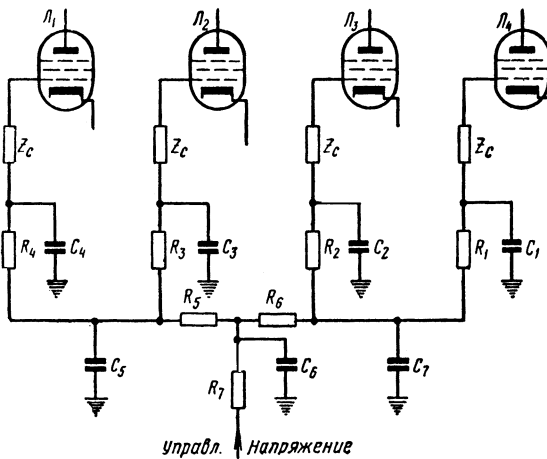 Л₁ Л₂ Л₃ Л₄
Zc Zc Zc Zc
R₄ C₄ R₃ C₃ R₂ C₂ R₁ C₁
R₅ R₆
C₅ R₇ C₆ C₇
Управл. Напряжение